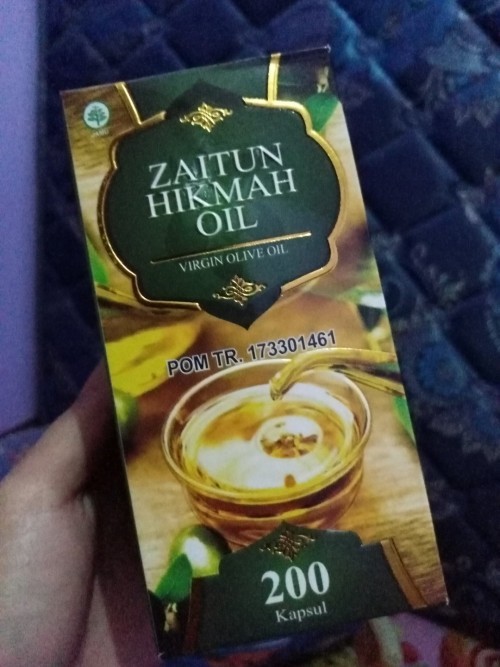 ZAITUN
HIKMAH
OIL
VIRGIN OLIVE OIL
POM TR. 173301461
200
Kapsul